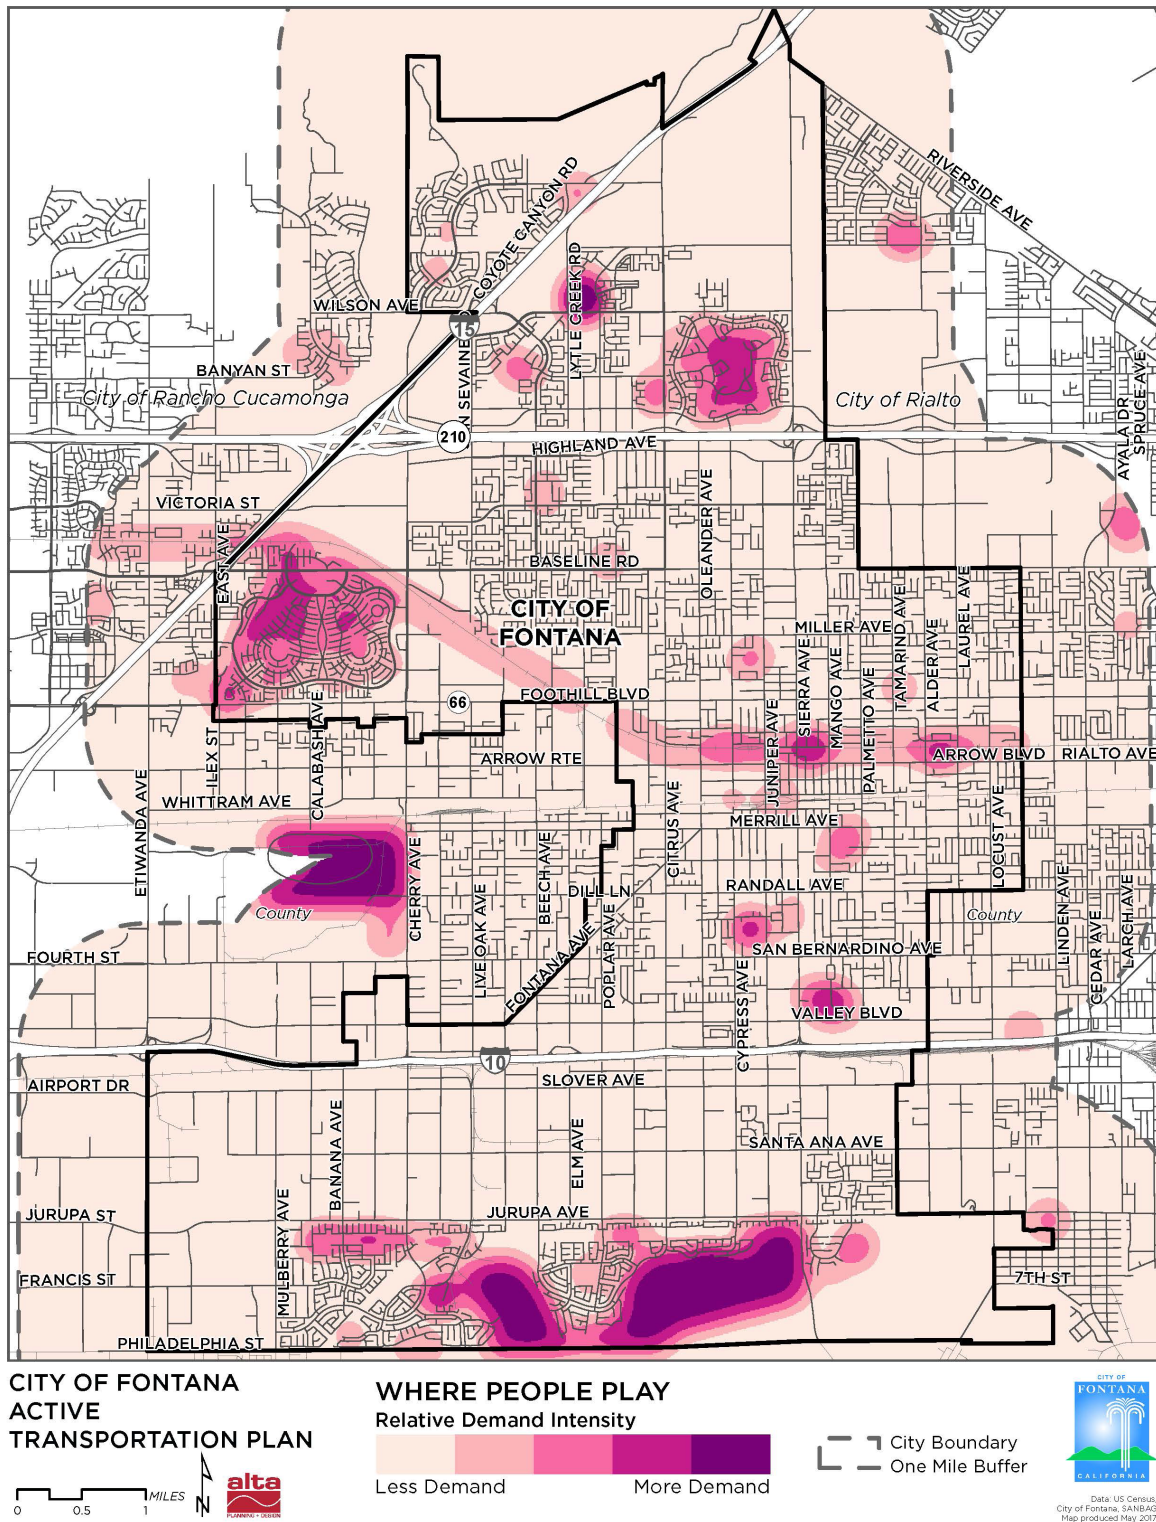 RIVERSIDE AVE
COYOTE CANYON RD
LYTLE CREEK RD
WILSON AVE
15
N SEVAINE
BANYAN ST
City of Rancho Cucamonga
City of Rialto
AYALA DR
SPRUCE AVE
210
HIGHLAND AVE
VICTORIA ST
OLEANDER AVE
EAST AVE
BASELINE RD
CITY OF
FONTANA
MILLER AVE
SIERRA AVE
MANGO AVE
PALMETTO AVE
TAMARIND AVE
ALDER AVE
LAUREL AVE
FOOTHILL BLVD
66
ILEX ST
CALABASH AVE
JUNIPER AVE
ARROW RTE
ARROW BLVD
RIALTO AVE
ETIWANDA AVE
WHITTRAM AVE
MERRILL AVE
CITRUS AVE
LOCUST AVE
CHERRY AVE
LIVE OAK AVE
BEECH AVE
DILL LN
RANDALL AVE
County
County
POPLAR AVE
FONTANA AVE
SAN BERNARDINO AVE
LINDEN AVE
CEDAR AVE
LARCH AVE
FOURTH ST
CYPRESS AVE
VALLEY BLVD
10
SLOVER AVE
AIRPORT DR
BANANA AVE
ELM AVE
SANTA ANA AVE
JURUPA ST
MULBERRY AVE
JURUPA AVE
FRANCIS ST
7TH ST
PHILADELPHIA ST
CITY OF FONTANA
ACTIVE
TRANSPORTATION PLAN
0 0.5 1 MILES
N
alta
PLANNING + DESIGN
WHERE PEOPLE PLAY
Relative Demand Intensity
Less Demand More Demand
City Boundary
One Mile Buffer
CITY OF
FONTANA
CALIFORNIA
Data: US Census,
City of Fontana, SANBAG
Map produced May 2017